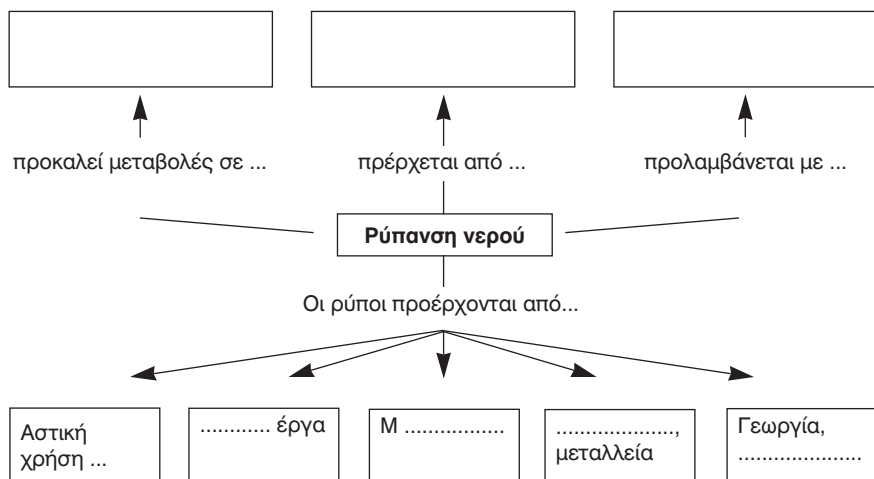 προκαλεί μεταβολές σε ...
πρέρχεται από ...
προλαμβάνεται με ...
Ρύπανση νερού
Οι ρύποι προέρχονται από...
Αστική
χρήση ...
............ έργα
Μ .................
....................,
μεταλλεία
Γεωργία,
.....................